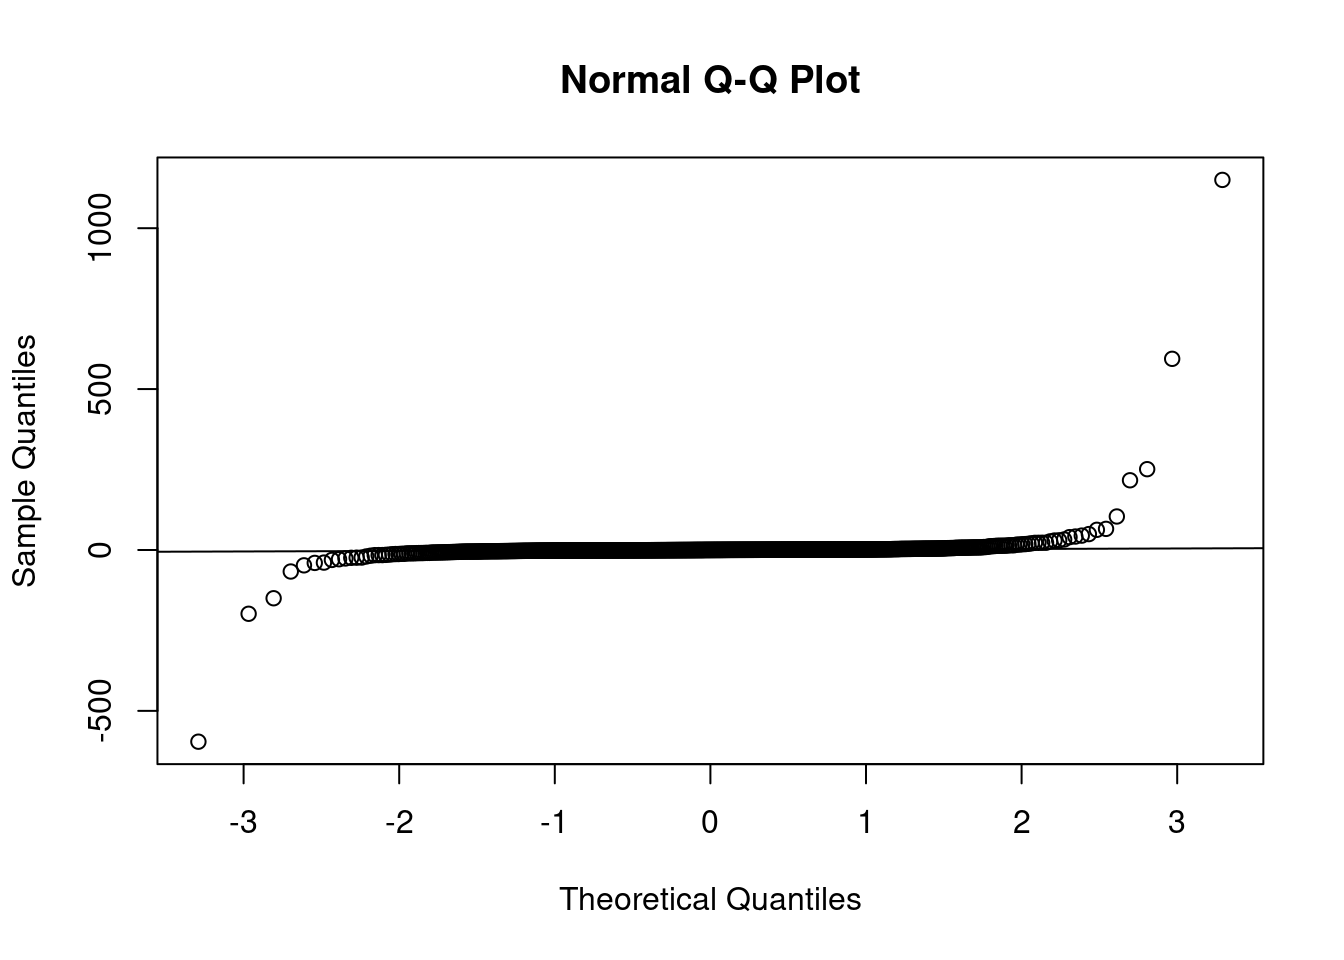 Normal Q-Q Plot
Sample Quantiles
1000
500
0
-500
-3 -2 -1 0 1 2 3
Theoretical Quantiles